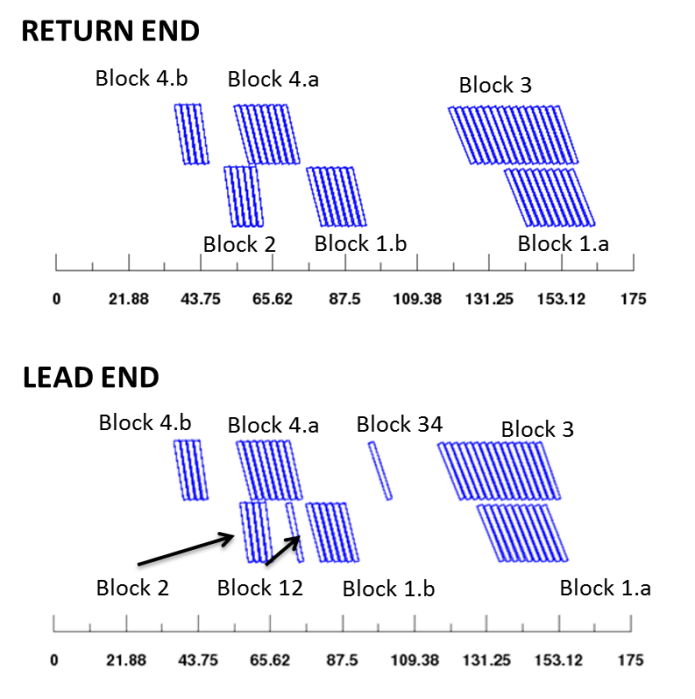 RETURN END
Block 4.b Block 4.a Block 3
Block 2 Block 1.b Block 1.a
0 21.88 43.75 65.62 87.5 109.38 131.25 153.12 175
LEAD END
Block 4.b Block 4.a Block 34 Block 3
Block 2 Block 12 Block 1.b Block 1.a
0 21.88 43.75 65.62 87.5 109.38 131.25 153.12 175